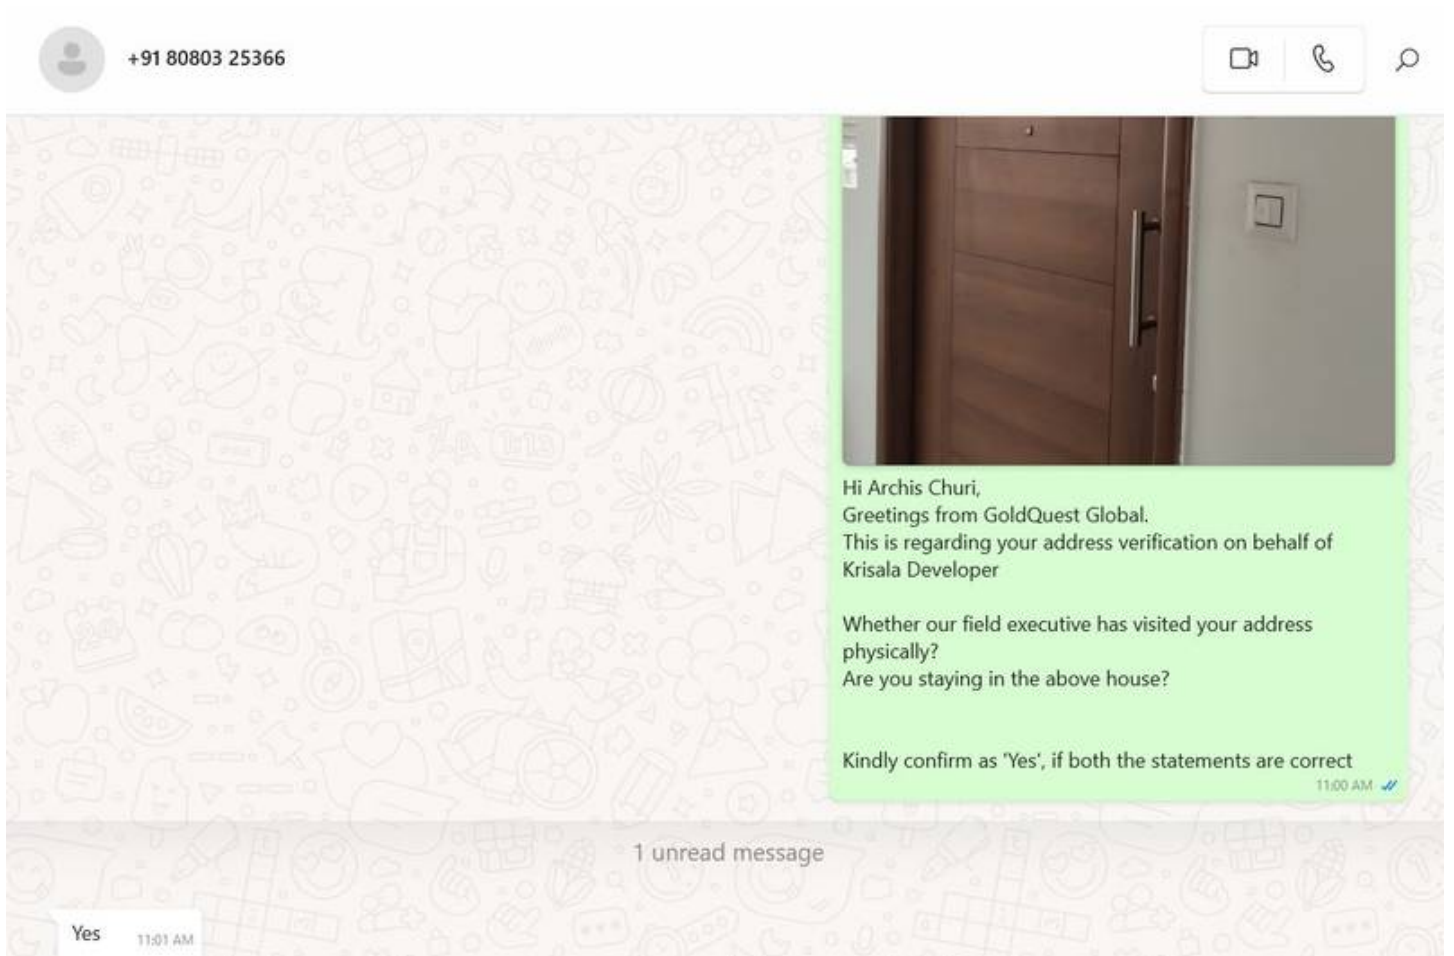 +91 80803 25366
Hi Archis Churi,
Greetings from GoldQuest Global.
This is regarding your address verification on behalf of
Krisala Developer
Whether our field executive has visited your address
physically?
Are you staying in the above house?
Kindly confirm as 'Yes', if both the statements are correct
11:00 AM
1 unread message
Yes
11:01 AM